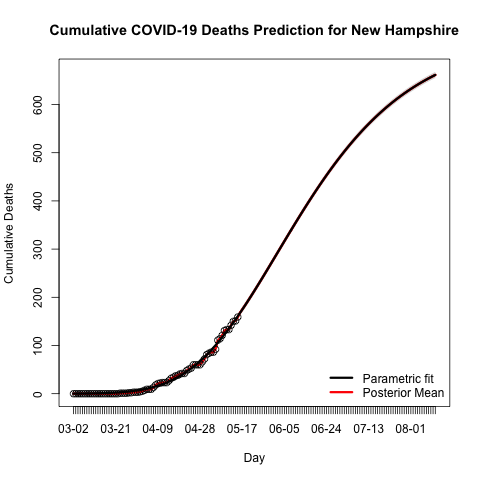 Cumulative COVID-19 Deaths Prediction for New Hampshire
Cumulative Deaths
600
500
400
300
200
100
0
Parametric fit
Posterior Mean
03-02 03-21 04-09 04-28 05-17 06-05 06-24 07-13 08-01
Day